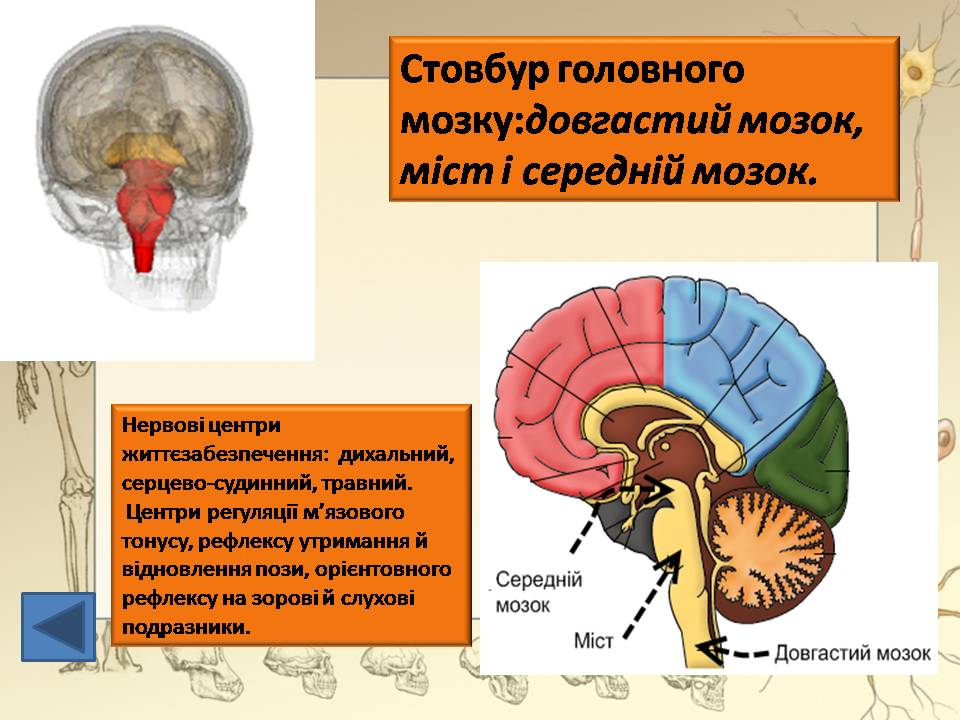 Стовбур головного
мозку:довгастий мозок,
міст і середній мозок.
Нервові центри
життєзабезпечення: дихальний,
серцево-судинний, травний.
Центри регуляції м’язового
тонусу, рефлексу утримання й
відновлення пози, орієнтовного
рефлексу на зорові й слухові
подразники.
Середній
мозок
Міст
Довгастий мозок